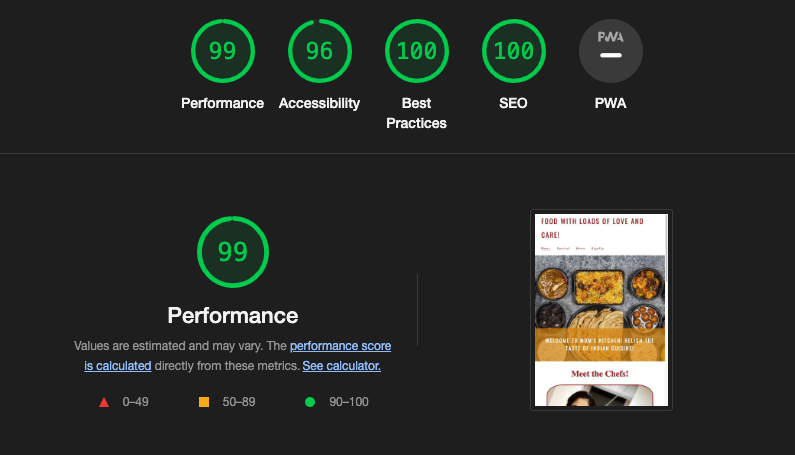 99
96
100
100
PWA
Performance
Accessibility
Best
Practices
SEO
PWA
99
Performance
Values are estimated and may vary. The performance score
is calculated directly from these metrics. See calculator.
0–49
50–89
90–100
FOOD WITH LOADS OF LOVE AND
CARE!
WELCOME TO MOM'S KITCHEN! RELISH THE
TASTE OF INDIAN CUISINE!
Meet the Chefs!